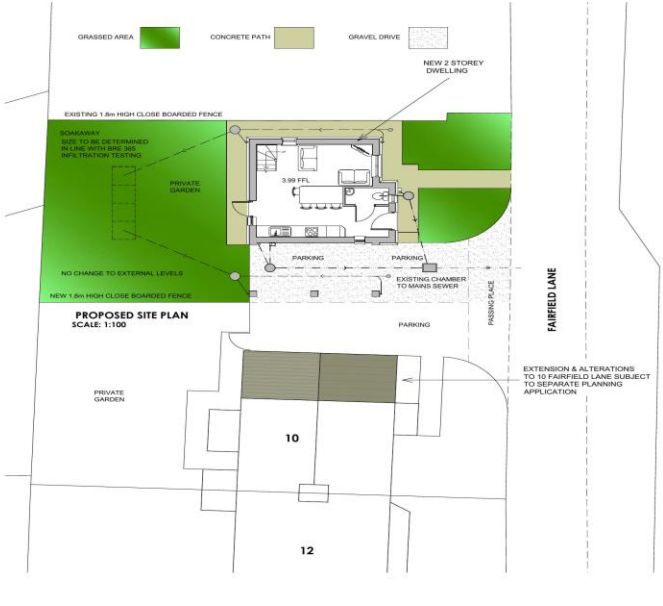 GRASSED AREA
CONCRETE PATH
GRAVEL DRIVE
NEW 2 STOREY
DWELLING
EXISTING 1.8m HIGH CLOSE BOARDED FENCE
SOAKAWAY
SIZE TO BE DETERMINED
IN LINE WITH BRE 365
INFILTRATION TESTING
PRIVATE
GARDEN
3.99 FFL
PARKING
PARKING
NO CHANGE TO EXTERNAL LEVELS
EXISTING CHAMBER
TO MAINS SEWER
NEW 1.8m HIGH CLOSE BOARDED FENCE
PASSING PLACE
FAIRFIELD LANE
PROPOSED SITE PLAN
SCALE: 1:100
PARKING
EXTENSION & ALTERATIONS
TO 10 FAIRFIELD LANE SUBJECT
TO SEPARATE PLANNING
APPLICATION
PRIVATE
GARDEN
10
12